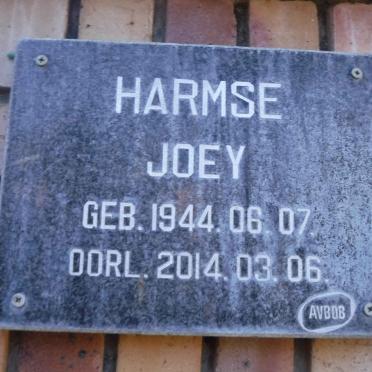 HARMSE
JOEY
GEB. 1944. 06. 07.
OORL. 2014. 03. 06.
AVBOB